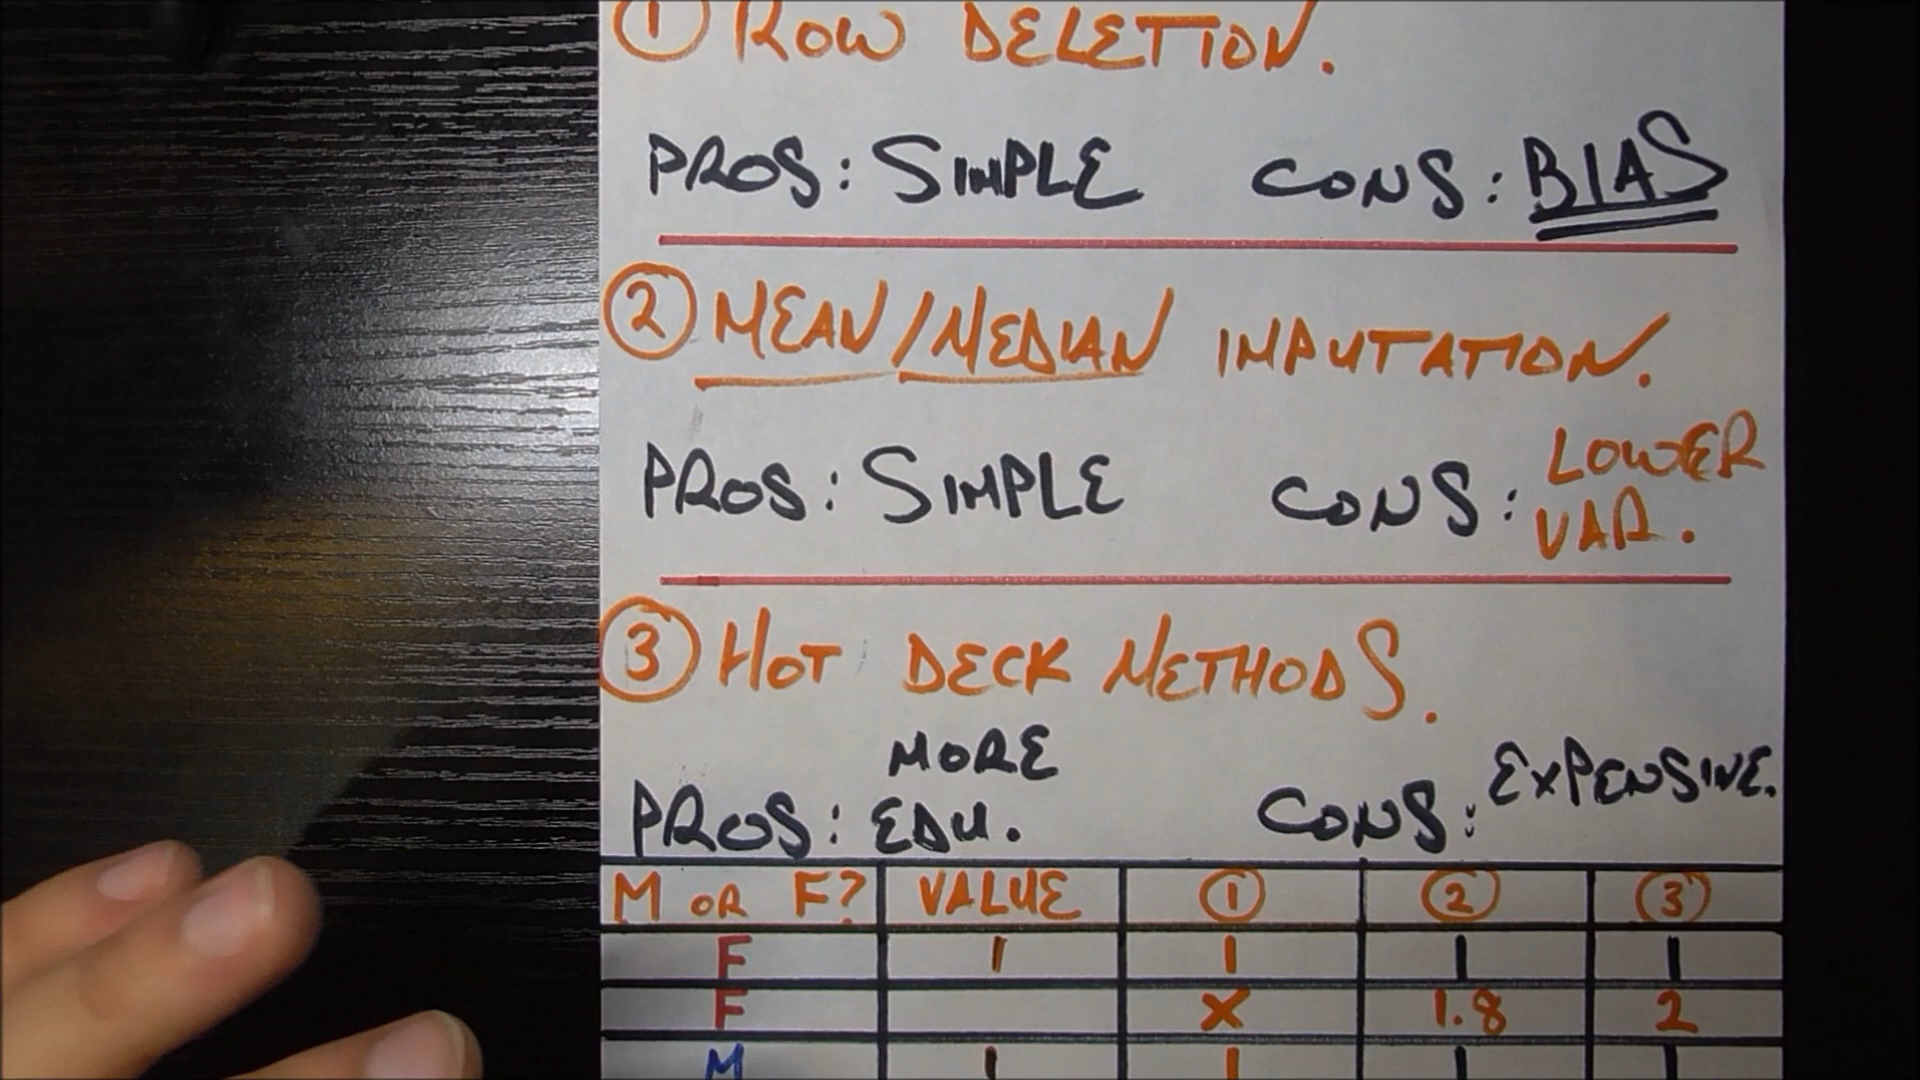 ① ROW DELETION.
PROS: SIMPLE CONS: BIAS
② MEAN/MEDIAN IMPUTATION.
PROS: SIMPLE CONS: LOWER VAR.
③ HOT DECK METHODS.
PROS: MORE EDU. CONS: EXPENSIVE.
M OR F? VALUE ① ② ③
F 1 1 1 1
F X 1.8 2
M 1 1 1 1